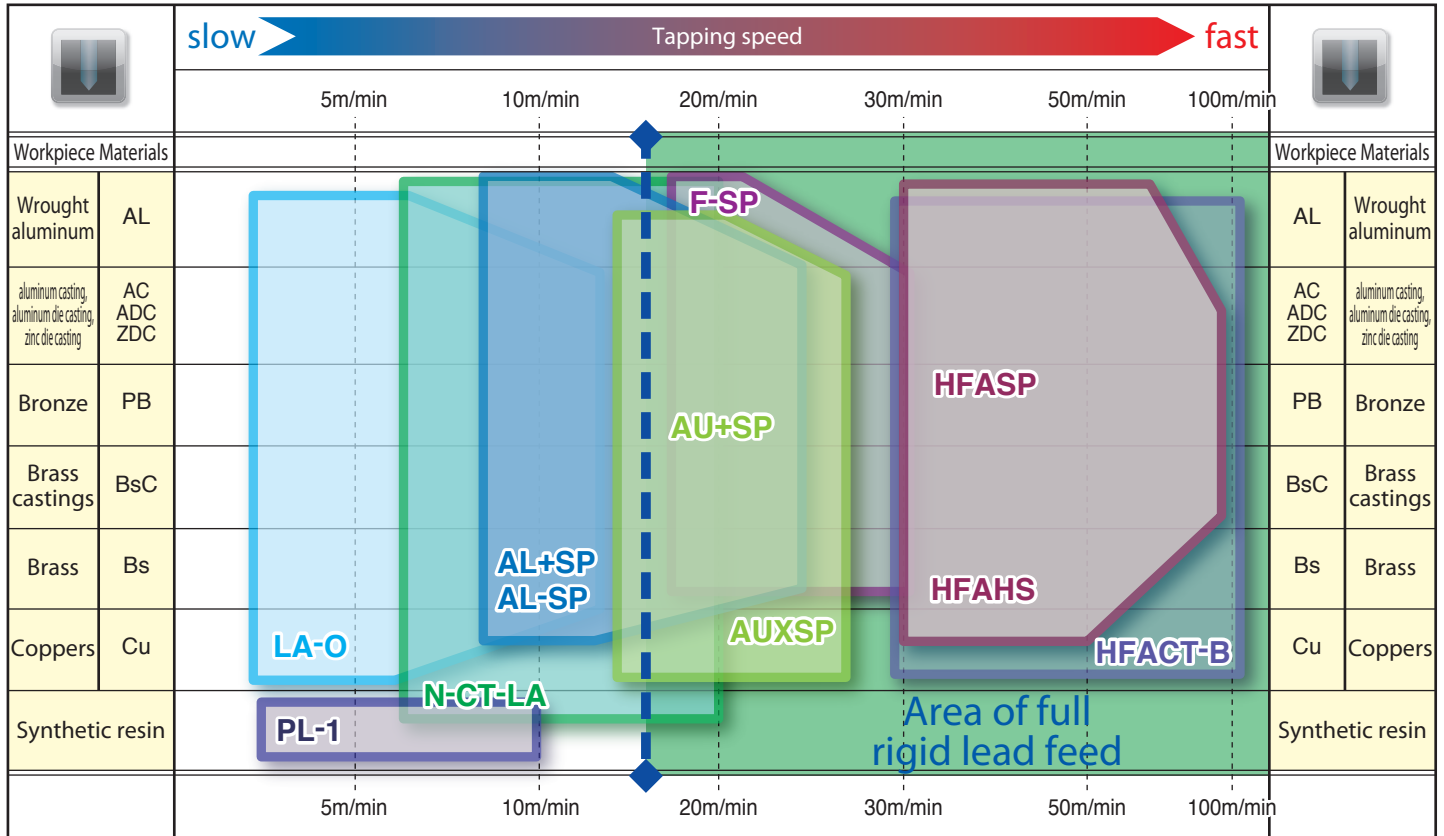 slow
Tapping speed
fast
5m/min 10m/min 20m/min 30m/min 50m/min 100m/min
Workpiece Materials
Workpiece Materials
Wrought
aluminum
AL
F-SP
AL
Wrought
aluminum
aluminum casting,
aluminum die casting,
zinc die casting
AC
ADC
ZDC
AC
ADC
ZDC
aluminum casting,
aluminum die casting,
zinc die casting
Bronze
PB
HFASP
AU+SP
PB
Bronze
Brass
castings
BsC
BsC
Brass
castings
Brass
Bs
AL+SP
AL-SP
HFAHS
Bs
Brass
Coppers
Cu
LA-O
AUXSP
HFACT-B
Cu
Coppers
N-CT-LA
Synthetic resin
PL-1
Area of full
rigid lead feed
Synthetic resin
5m/min 10m/min 20m/min 30m/min 50m/min 100m/min